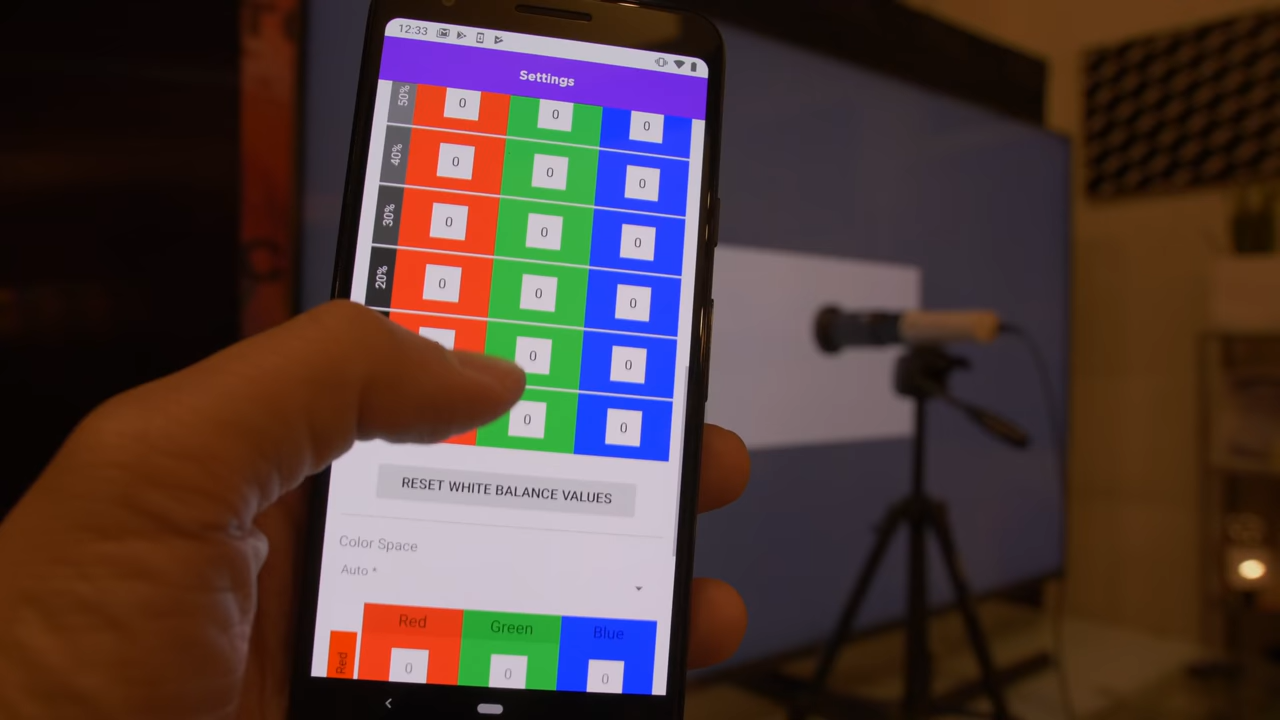 12:33
Settings
50% 0 0 0
40% 0 0 0
30% 0 0 0
20% 0 0 0
0 0
0 0
RESET WHITE BALANCE VALUES
Color Space
Auto *
Red Green Blue
Red 0 0 0